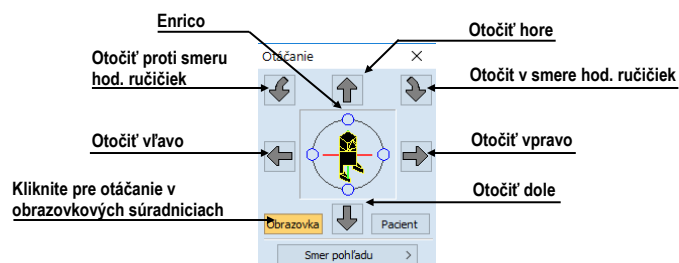 Enrico
Otočiť hore
Otáčanie
Otočiť proti smeru
hod. ručičiek
Otočit v smere hod. ručičiek
Otočiť vľavo
Otočiť vpravo
Kliknite pre otáčanie v
obrazovkových súradniciach
Otočiť dole
Obrazovka
Pacient
Smer pohľadu >